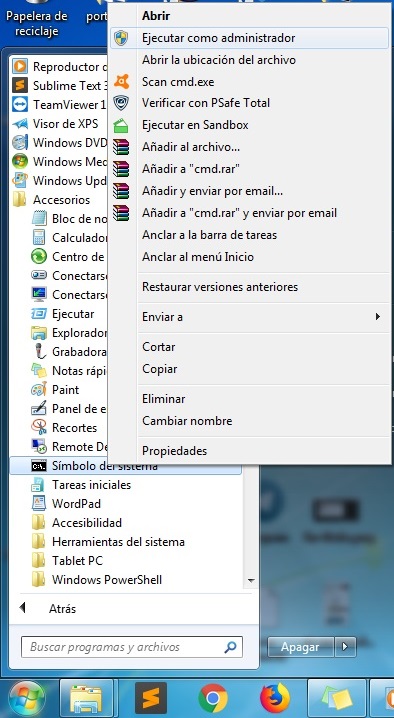 Papelera de
reciclaje
port
Abrir
Ejecutar como administrador
Abrir la ubicación del archivo
Scan cmd.exe
Verificar con PSafe Total
Ejecutar en Sandbox
Añadir al archivo...
Añadir a "cmd.rar"
Añadir y enviar por email...
Añadir a "cmd.rar" y enviar por email
Anclar a la barra de tareas
Anclar al menú Inicio
Restaurar versiones anteriores
Enviar a
Cortar
Copiar
Eliminar
Cambiar nombre
Propiedades
Reproductor d
Sublime Text 3
TeamViewer 1
Visor de XPS
Windows DVD
Windows Med
Windows Upd
Accesorios
Bloc de no
Calculador
Centro de
Conectarse
Conectarse
Ejecutar
Explorador
Grabadora
Notas rápi
Paint
Panel de e
Recortes
Remote De
Símbolo del sistema
Tareas iniciales
WordPad
Accesibilidad
Herramientas del sistema
Tablet PC
Windows PowerShell
Atrás
Buscar programas y archivos
Apagar